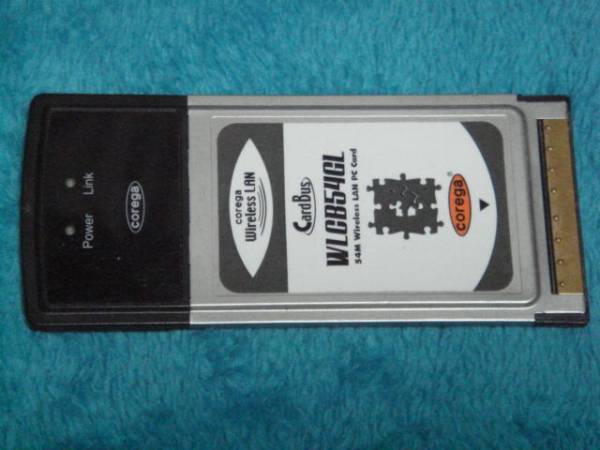 Power Link
corega
corega
Wireless LAN
CardBus
WLCB54GL
54M Wireless LAN PC Card
corega®